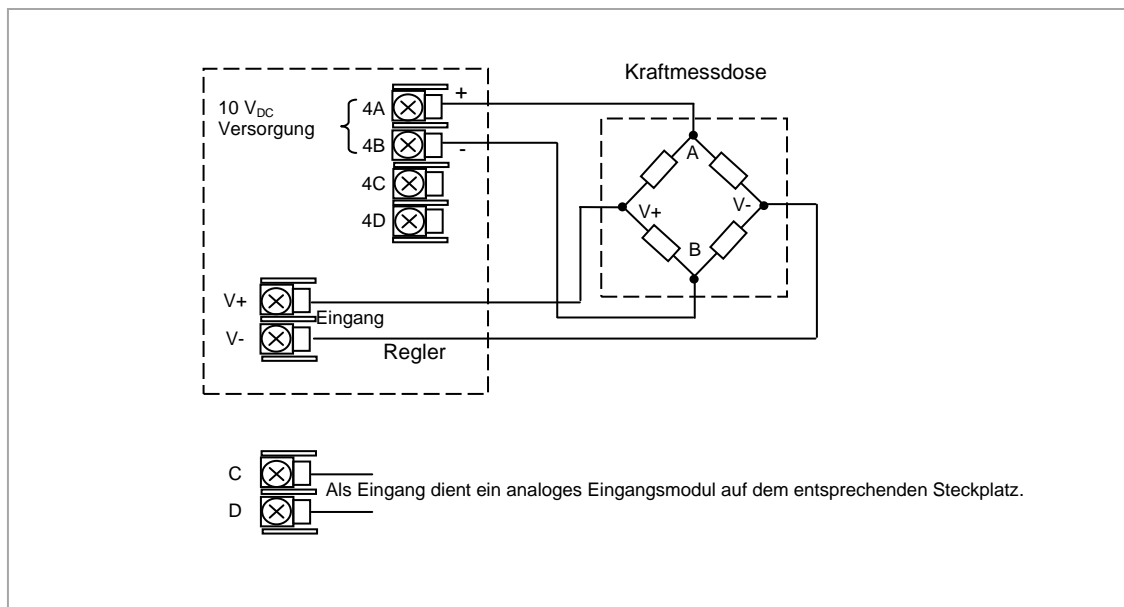 Kraftmessdose
10 VDC
Versorgung
4A
+
4B
-
4C
4D
A
V+
V-
B
V+
Eingang
V-
Regler
C
Als Eingang dient ein analoges Eingangsmodul auf dem entsprechenden Steckplatz.
D